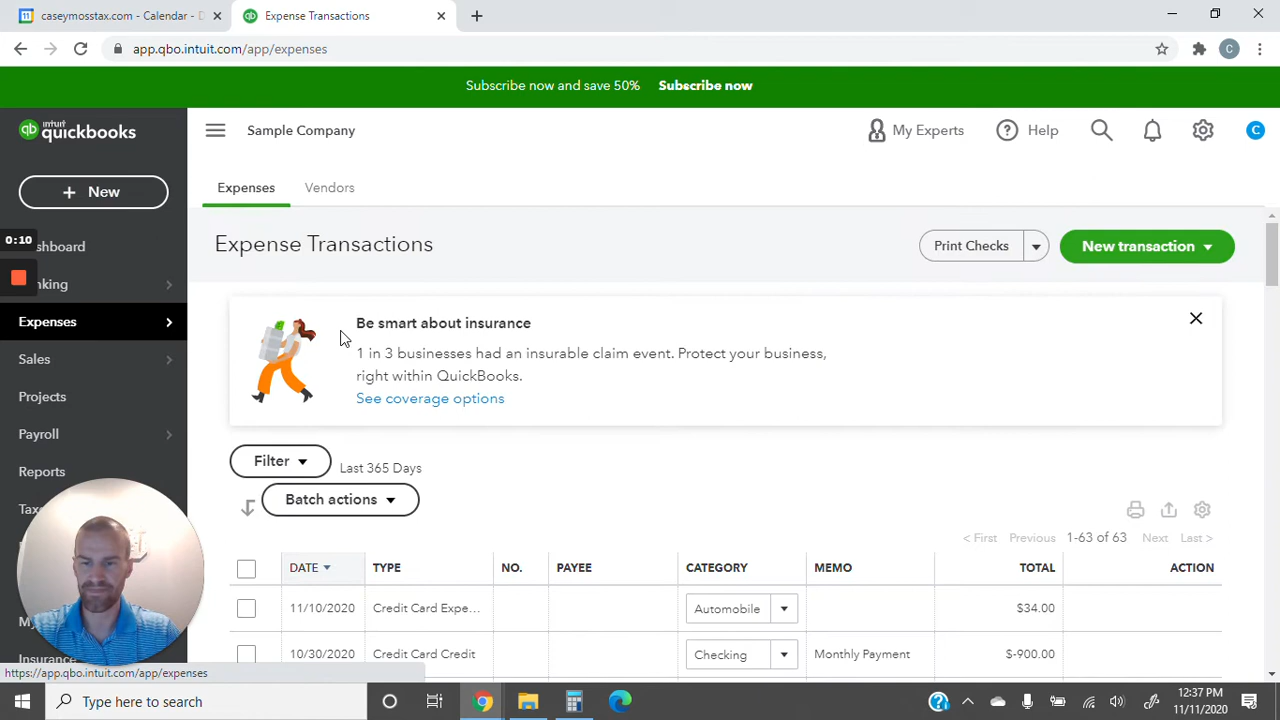 caseymosstax.com - Calendar -
Expense Transactions
app.qbo.intuit.com/app/expenses
C
Subscribe now and save 50% Subscribe now
intuit quickbooks
Sample Company
My Experts
Help
C
+ New
Expenses
Vendors
0:10
shboard
Expense Transactions
Print Checks
New transaction
nking
Expenses
Sales
Projects
Payroll
Reports
Taxe
My
Insurance
Be smart about insurance
1 in 3 businesses had an insurable claim event. Protect your business,
right within QuickBooks.
See coverage options
Filter
Last 365 Days
Batch actions
< First Previous 1-63 of 63 Next Last >
DATE TYPE NO. PAYEE CATEGORY MEMO TOTAL ACTION
11/10/2020 Credit Card Expe... Automobile $34.00
10/30/2020 Credit Card Credit Checking Monthly Payment $-900.00
https://app.qbo.intuit.com/app/expenses
Type here to search
12:37 PM
11/11/2020